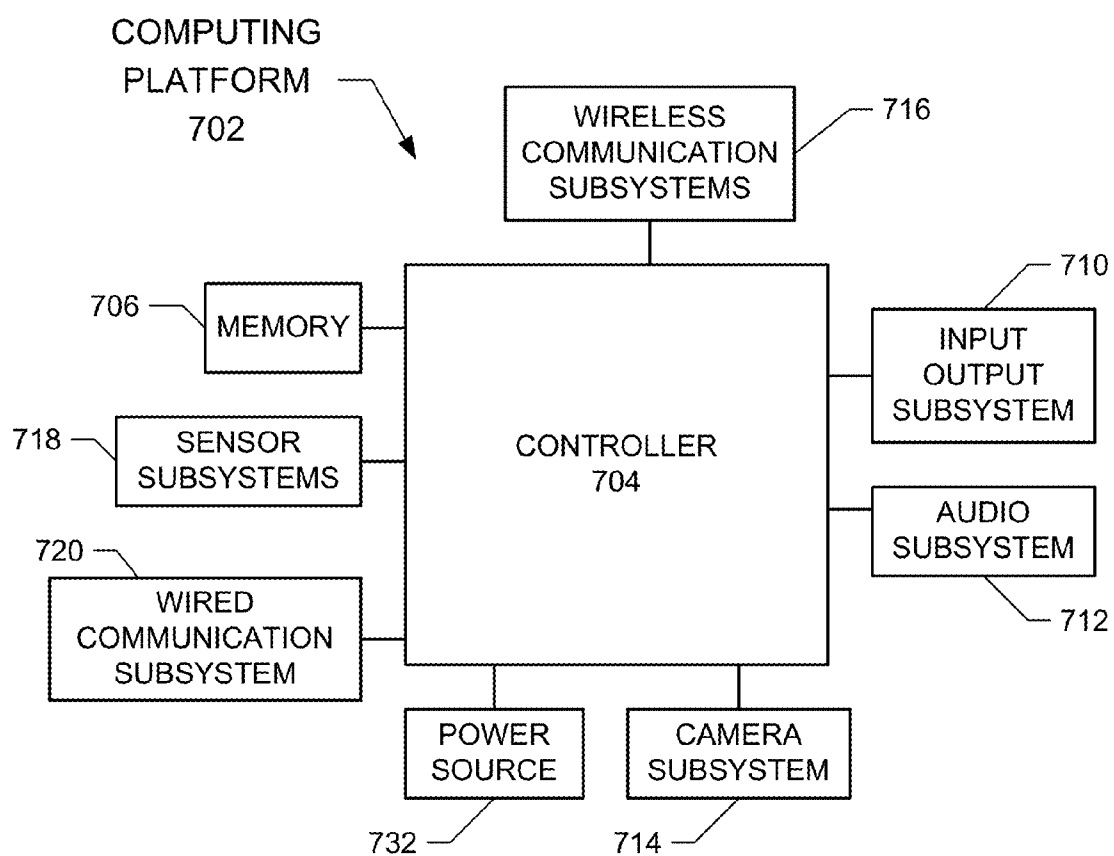 COMPUTING
PLATFORM
702
WIRELESS
COMMUNICATION
SUBSYSTEMS
716
706
MEMORY
710
INPUT
OUTPUT
SUBSYSTEM
718
SENSOR
SUBSYSTEMS
CONTROLLER
704
AUDIO
SUBSYSTEM
712
720
WIRED
COMMUNICATION
SUBSYSTEM
POWER
SOURCE
732
CAMERA
SUBSYSTEM
714